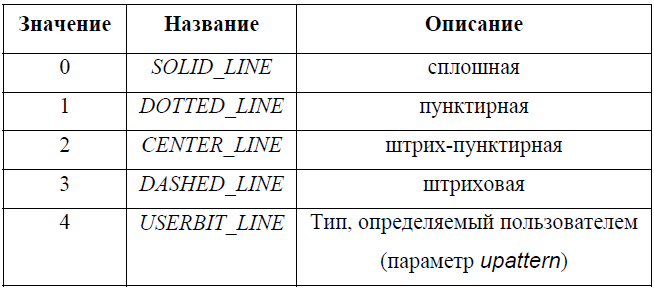 Значение Название Описание
0 SOLID_LINE сплошная
1 DOTTED_LINE пунктирная
2 CENTER_LINE штрих-пунктирная
3 DASHED_LINE штриховая
4 USERBIT_LINE Тип, определяемый пользователем
(параметр upattern)